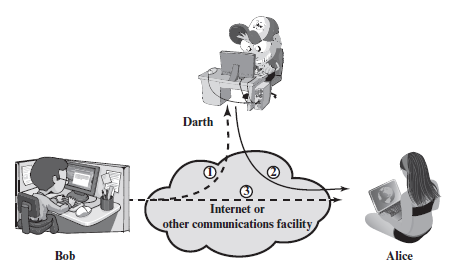 Darth
1
2
3
Internet or
other communications facility
Bob
Alice